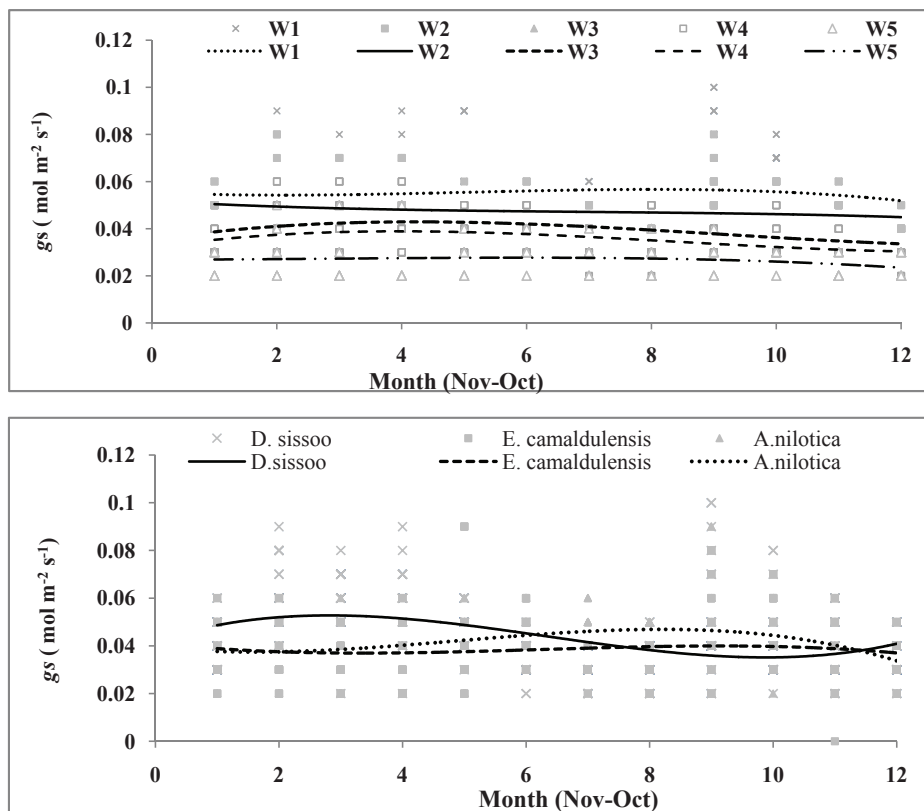 W1 W2 W3 W4 W5
W1 W2 W3 W4 W5
0.12
0.1
0.08
0.06
0.04
0.02
0
gs ( mol m-2 s-1)
0 2 4 6 8 10 12
Month (Nov-Oct)
D. sissoo E. camaldulensis A.nilotica
D.sissoo E. camaldulensis A.nilotica
0.12
0.1
0.08
0.06
0.04
0.02
0
gs ( mol m-2 s-1)
0 2 4 6 8 10 12
Month (Nov-Oct)